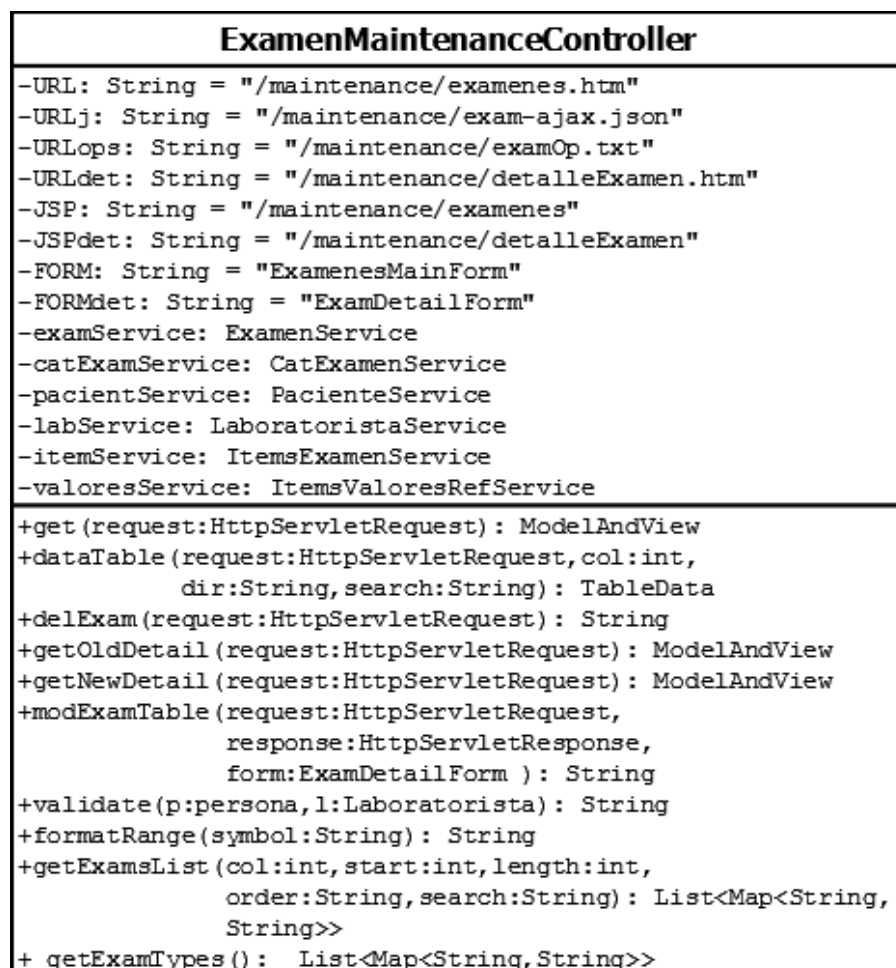 ExamenMaintenanceController
-URL: String = "/maintenance/examenes.htm"
-URLj: String = "/maintenance/exam-ajax.json"
-URLops: String = "/maintenance/examOp.txt"
-URLdet: String = "/maintenance/detalleExamen.htm"
-JSP: String = "/maintenance/examenes"
-JSPdet: String = "/maintenance/detalleExamen"
-FORM: String = "ExamenesMainForm"
-FORMdet: String = "ExamDetailForm"
-examService: ExamenService
-catExamService: CatExamenService
-pacientService: PacienteService
-labService: LaboratoristaService
-itemService: ItemsExamenService
-valoresService: ItemsValoresRefService
+get(request:HttpServletRequest): ModelAndView
+dataTable(request:HttpServletRequest,col:int,
dir:String,search:String): TableData
+delExam(request:HttpServletRequest): String
+getOldDetail(request:HttpServletRequest): ModelAndView
+getNewDetail(request:HttpServletRequest): ModelAndView
+modExamTable(request:HttpServletRequest,
response:HttpServletResponse,
form:ExamDetailForm ): String
+validate(p:persona,l:Laboratorista): String
+formatRange(symbol:String): String
+getExamsList(col:int,start:int,length:int,
order:String,search:String): List<Map<String,
String>>
+ getExamTypes(): List<Map<String,String>>